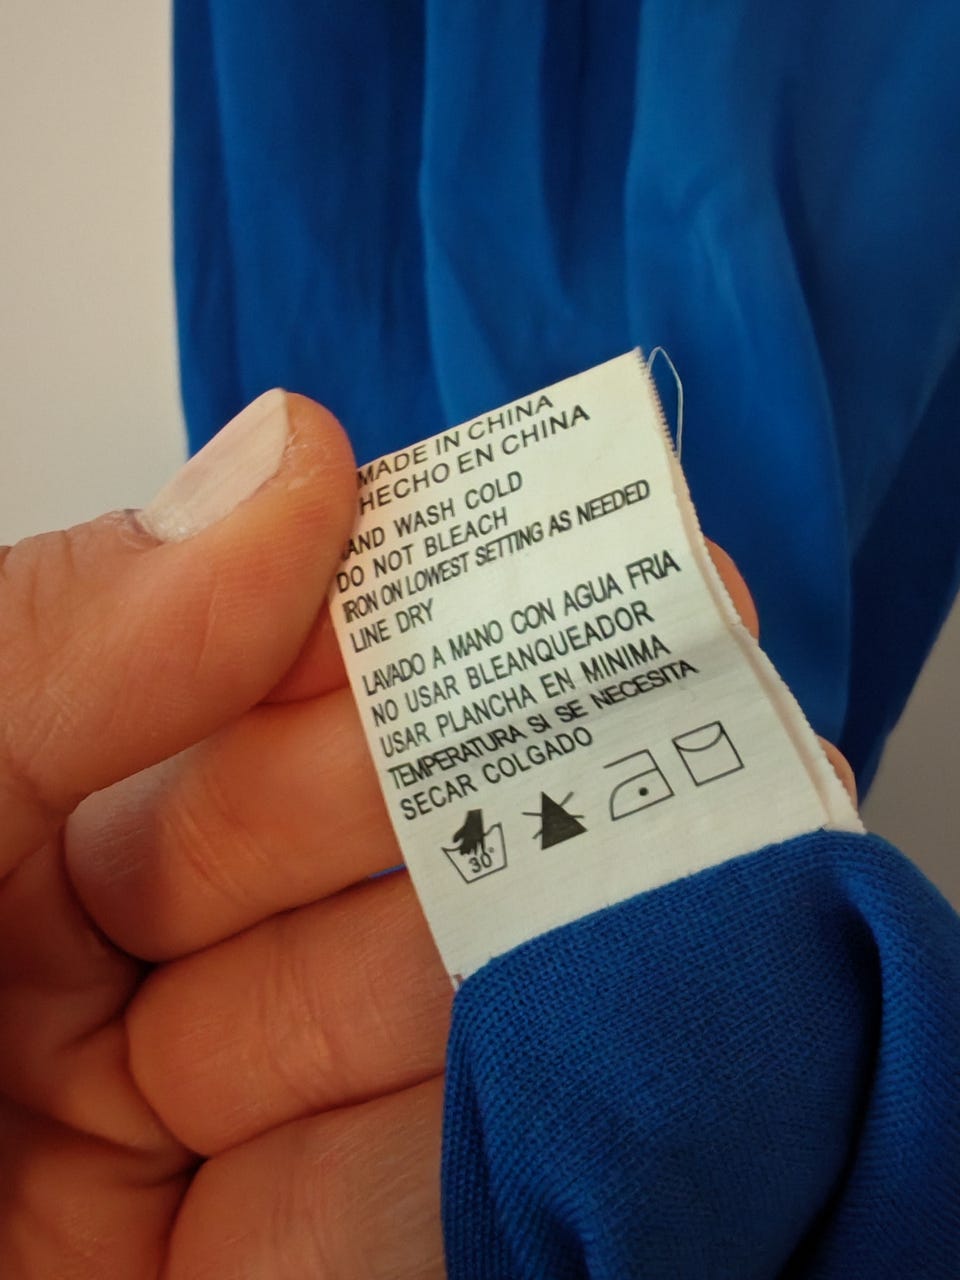 MADE IN CHINA
HECHO EN CHINA
HAND WASH COLD
DO NOT BLEACH
IRON ON LOWEST SETTING AS NEEDED
LINE DRY
LAVADO A MANO CON AGUA FRIA
NO USAR BLEANQUEADOR
USAR PLANCHA EN MINIMA
TEMPERATURA SI SE NECESITA
SECAR COLGADO
30°